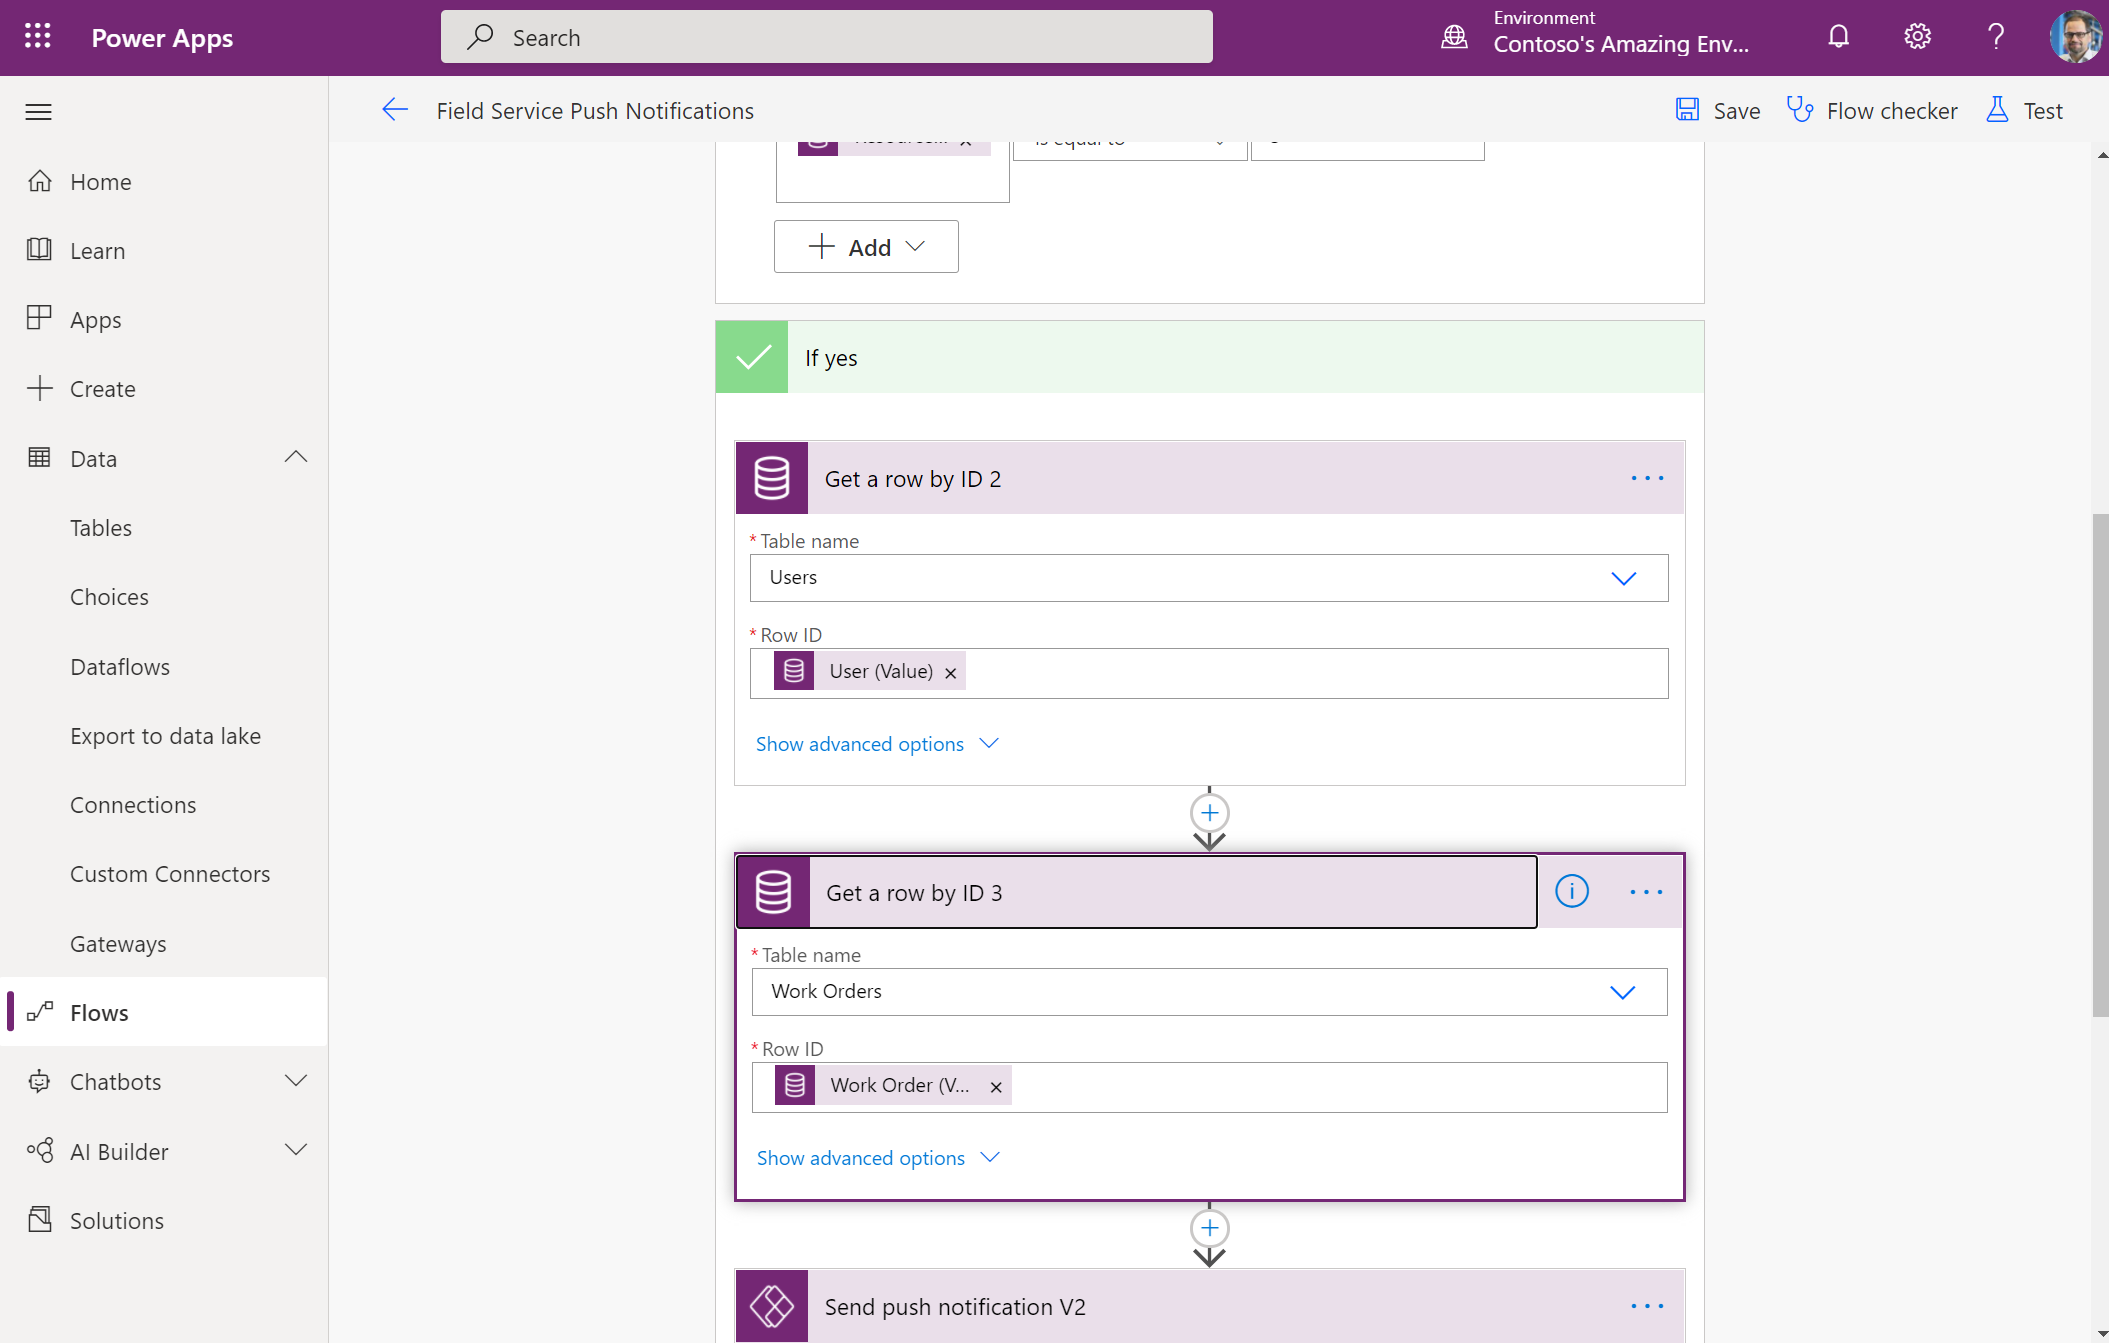 Power Apps
Search
Environment
Contoso's Amazing Env...
?
Field Service Push Notifications
Save
Flow checker
Test
Home
Learn
Apps
Create
Data
Tables
Choices
Dataflows
Export to data lake
Connections
Custom Connectors
Gateways
Flows
Chatbots
AI Builder
Solutions
is equal to
Add
If yes
Get a row by ID 2
* Table name
Users
* Row ID
User (Value) ×
Show advanced options
Get a row by ID 3
* Table name
Work Orders
* Row ID
Work Order (V... ×
Show advanced options
Send push notification V2